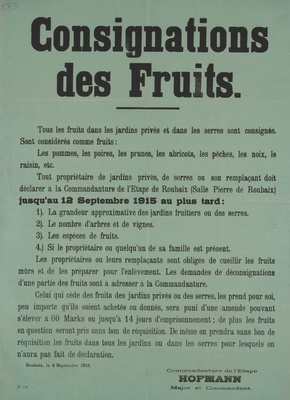 Consignations
des Fruits.
Tous les fruits dans les jardins privés et dans les serres sont consignés.
Sont considérés comme fruits:
Les pommes, les poires, les prunes, les abricots, les pêches, les noix, le
raisin, etc.
Tout propriétaire de jardins privés, de serres ou son remplaçant doit
déclarer à la Commandanture de l'Etape de Roubaix (Salle Pierre de Roubaix)
jusqu'au 12 Septembre 1915 au plus tard:
1). La grandeur approximative des jardins fruitiers ou des serres.
2). Le nombre d'arbres et de vignes.
3). Les espèces de fruits.
4.) Si le propriétaire ou quelqu'un de sa famille est présent.
Les propriétaires ou leurs remplaçants sont obligés de cueillir les fruits
mûrs et de les préparer pour l'enlèvement. Les demandes de déconsignations
d'une partie des fruits sont à adresser à la Commandanture.
Celui qui cède des fruits des jardins privés ou des serres, les prend pour soi,
peu importe qu'ils soient achetés ou donnés, sera puni d'une amende pouvant
s'élever à 60 Marks ou jusqu'à 14 jours d'emprisonnement; de plus les fruits
en question seront pris sans bon de réquisition. De même on prendra sans bon de
réquisition les fruits dans tous les jardins ou dans les serres pour lesquels on
n'aura pas fait de déclaration.
Roubaix, le 4 Septembre 1915.
Commandanture de l'Etape
HOFMANN
Major et Commandant.